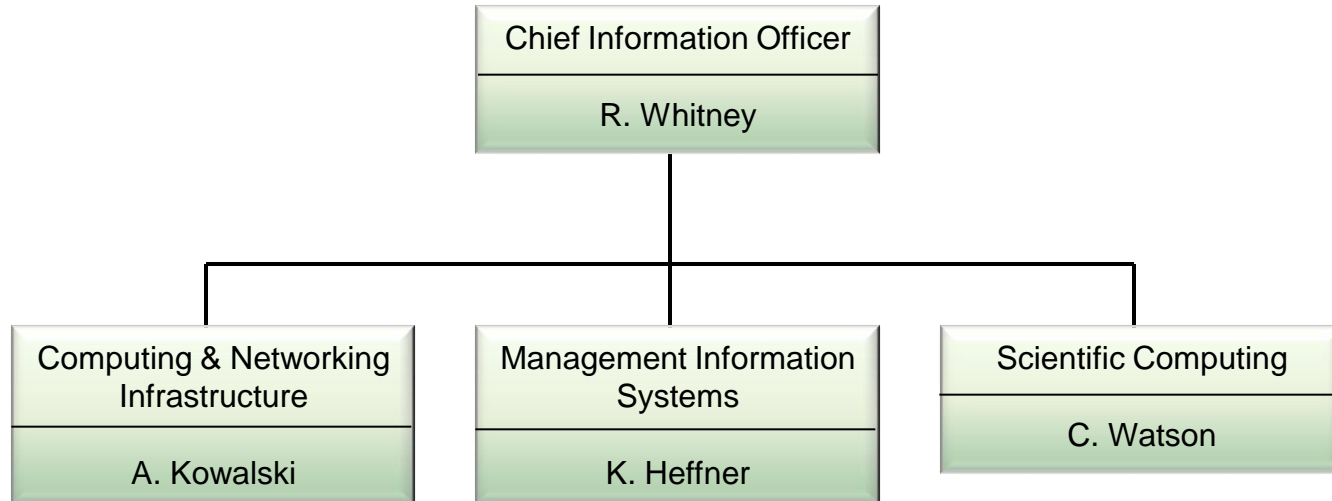 Chief Information Officer
R. Whitney
Computing & Networking
Infrastructure
A. Kowalski
Management Information
Systems
K. Heffner
Scientific Computing
C. Watson